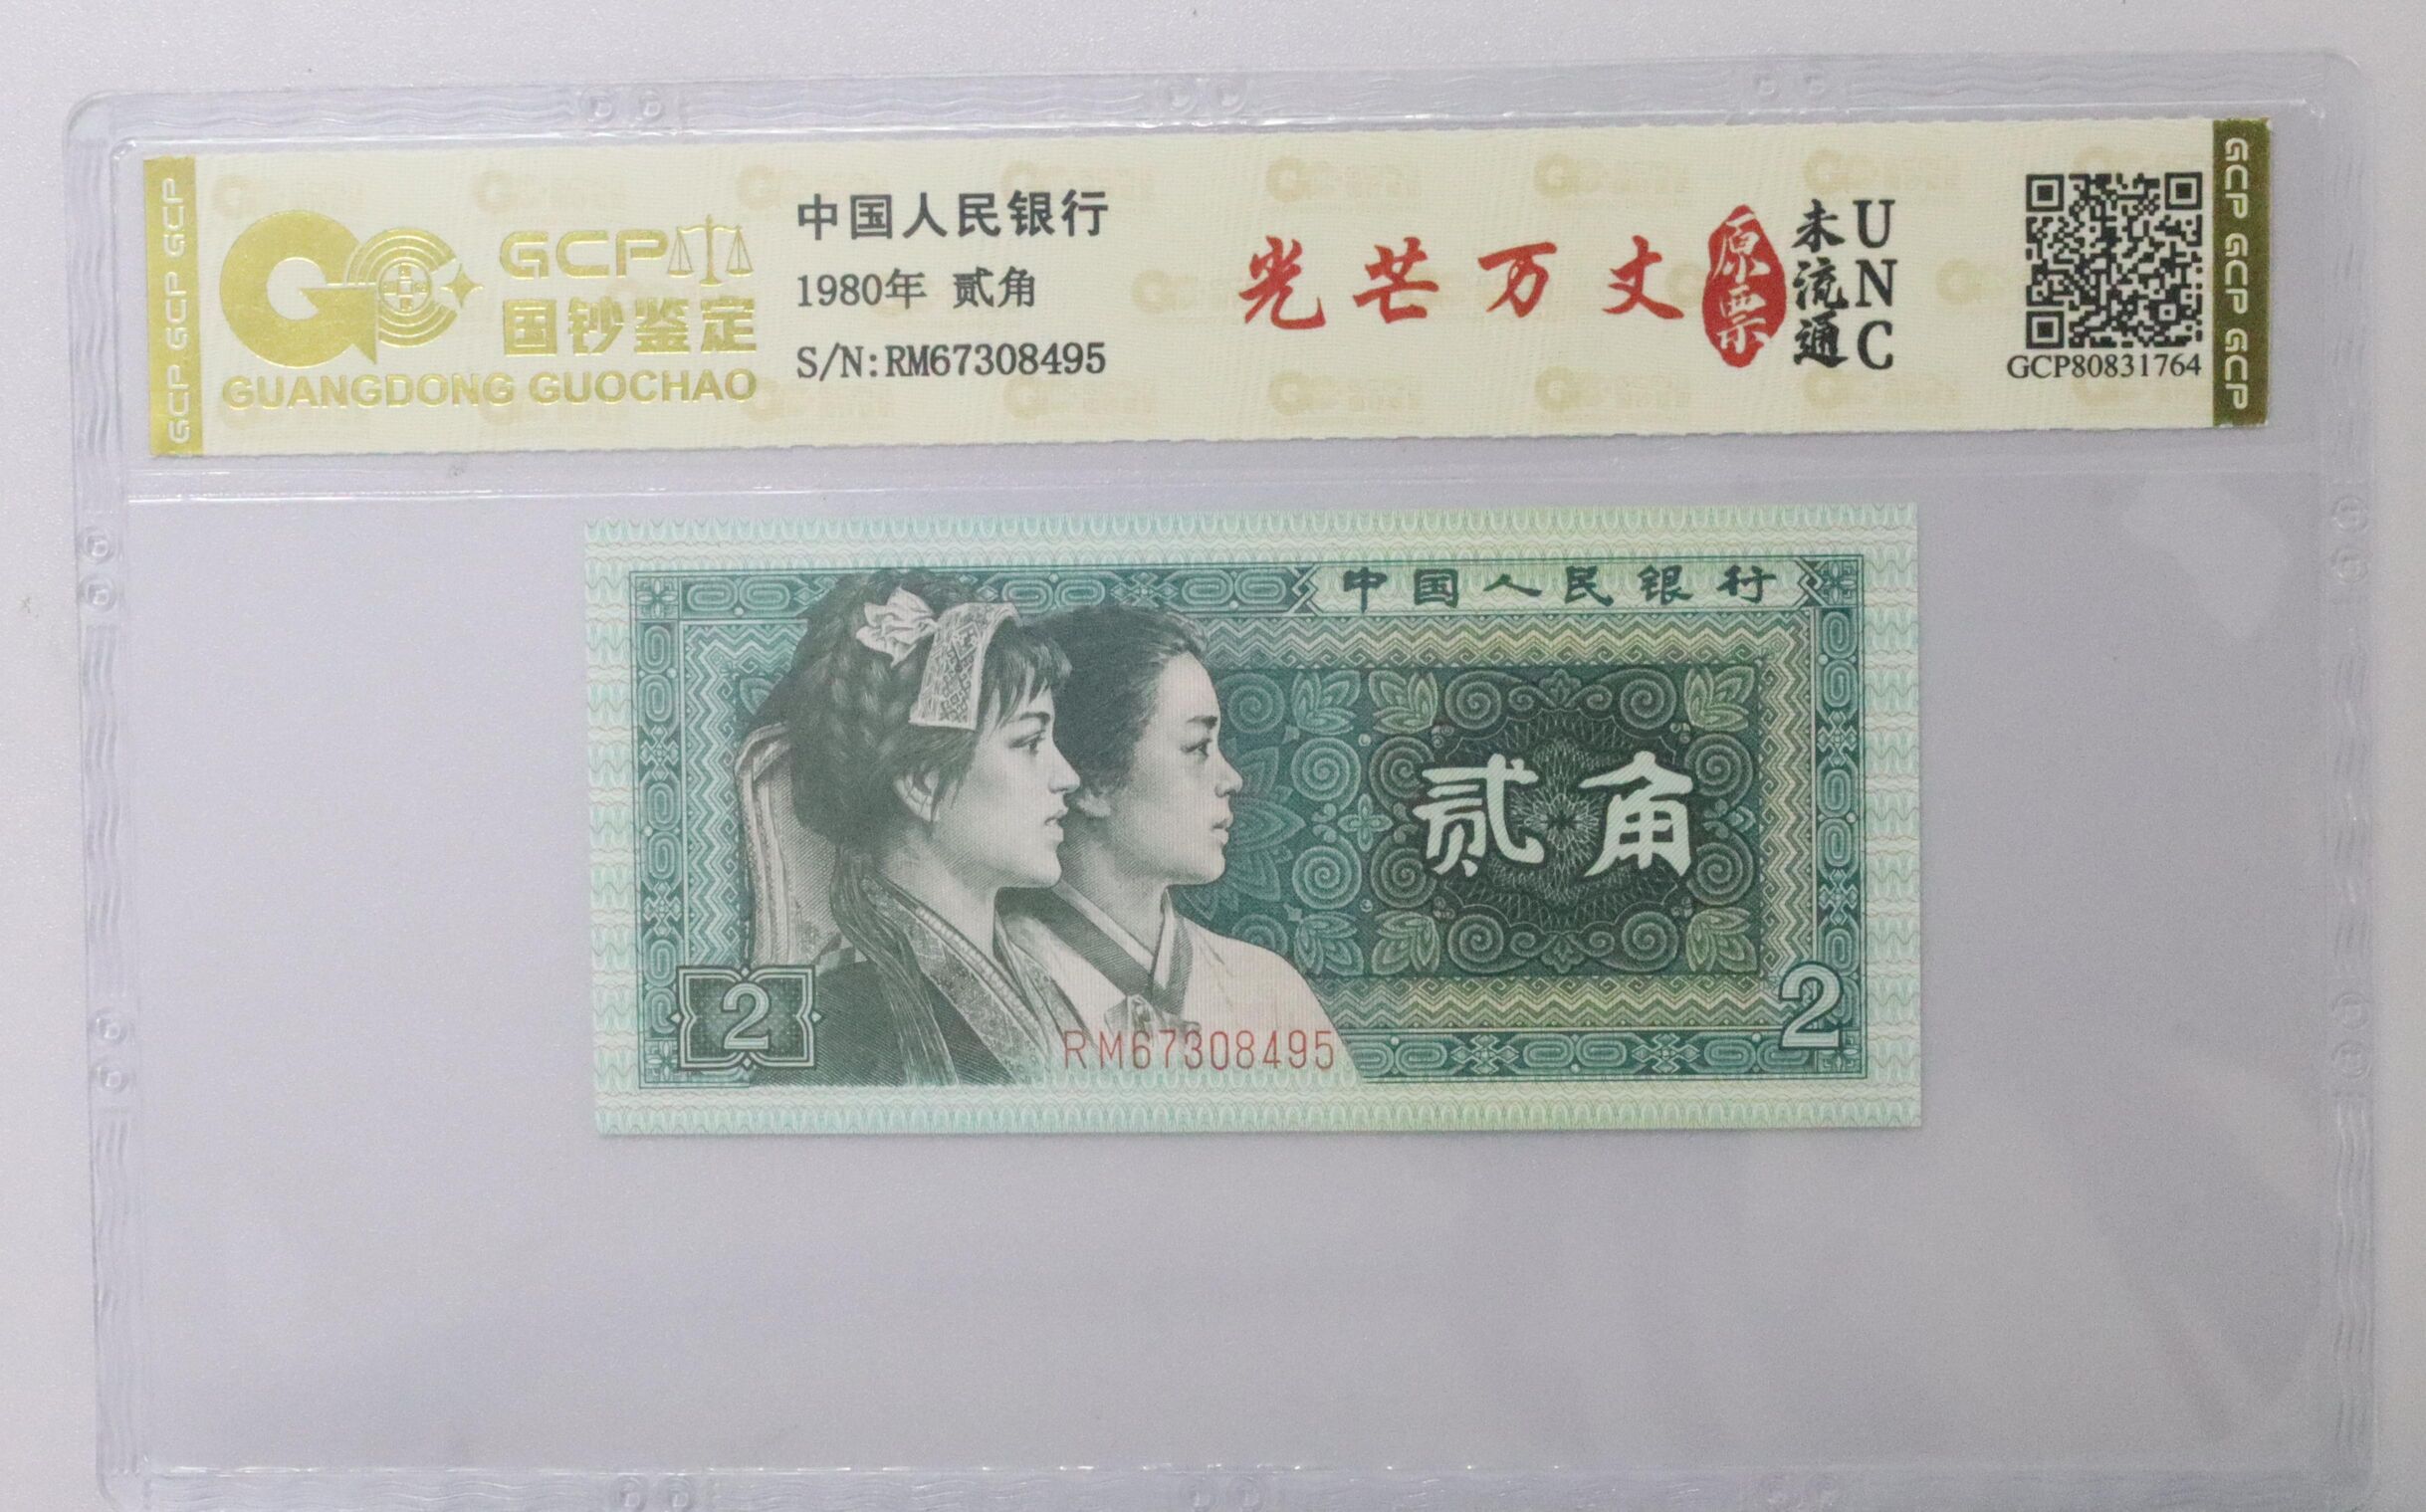 GCP GCP GCP
GCP
国钞鉴定
GUANGDONG GUOCHAO
中国人民银行
1980年 贰角
S/N:RM67308495
光芒万丈
原票
未流通
UNC
GCP80831764
GCP GCP GCP
中国人民银行
贰角
2
RM67308495
2